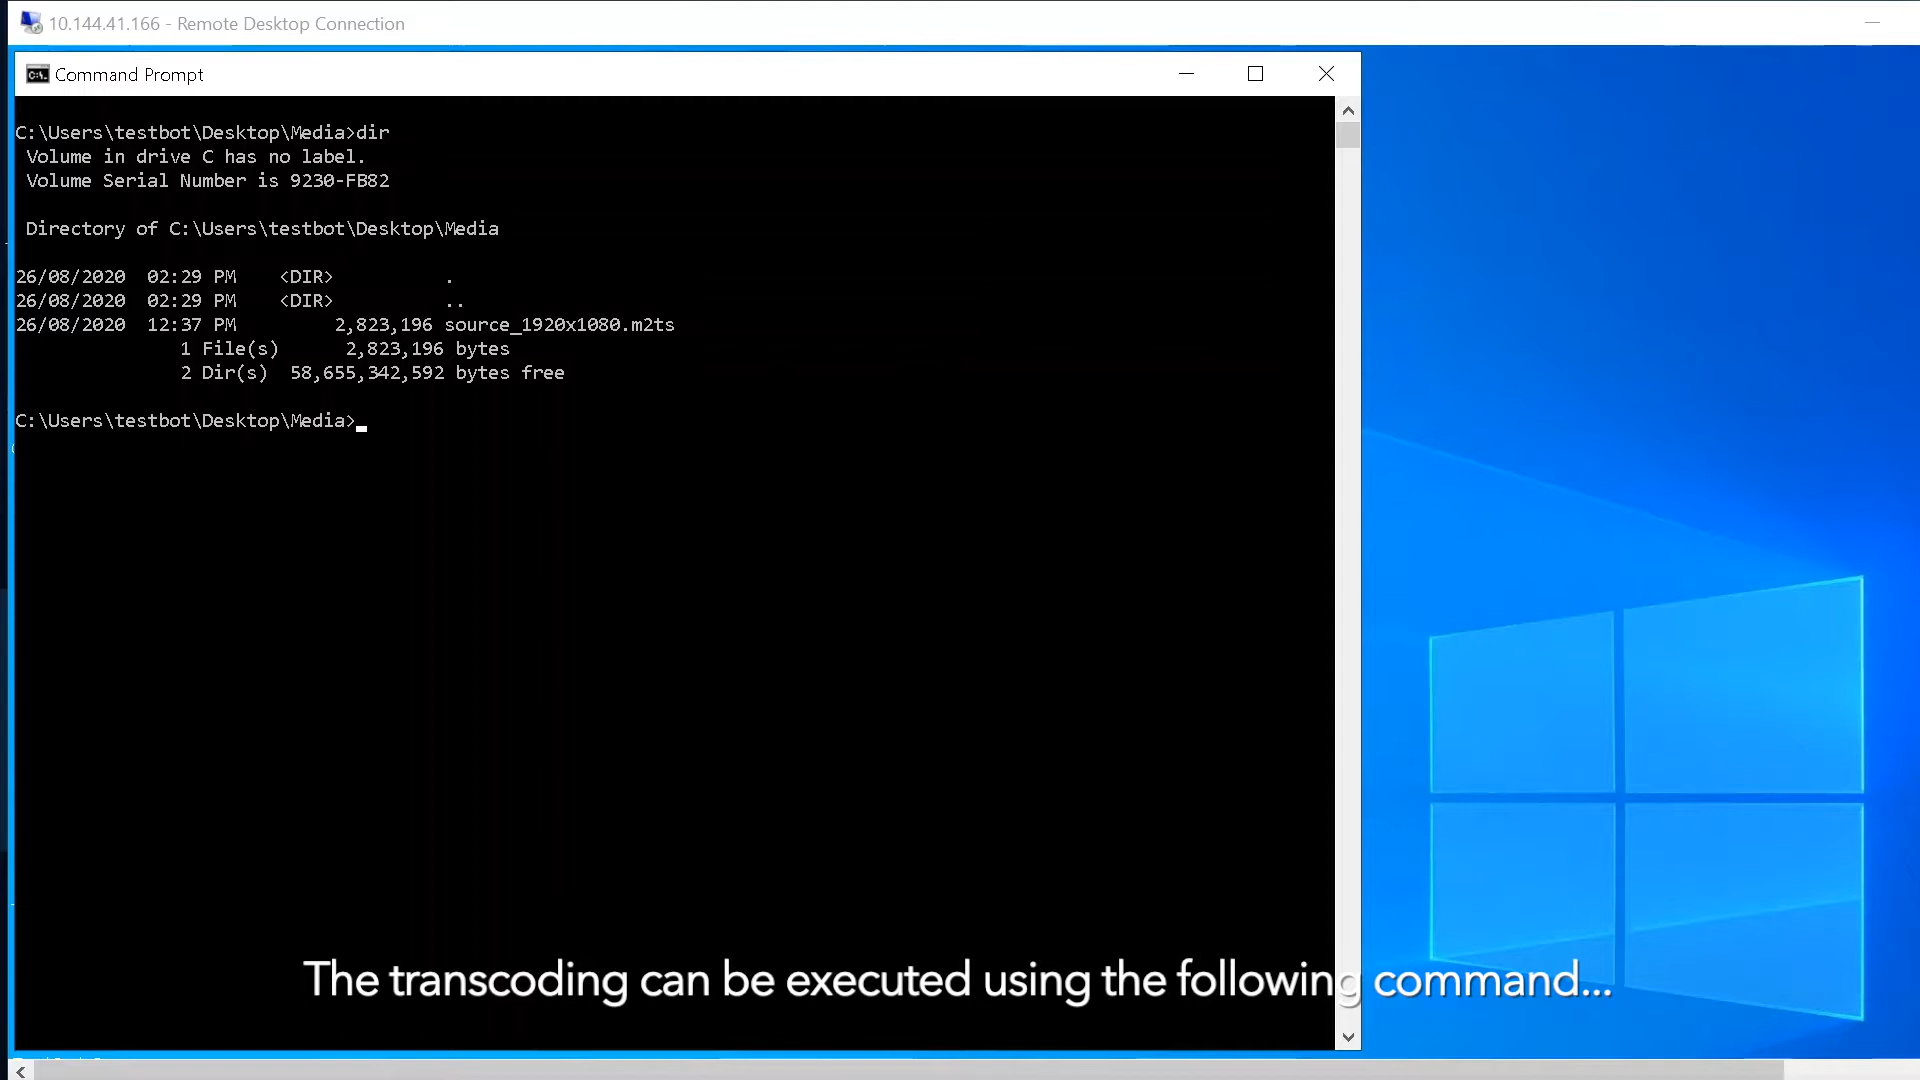 10.144.41.166 - Remote Desktop Connection
Command Prompt
C:\Users\testbot\Desktop\Media>dir
Volume in drive C has no label.
Volume Serial Number is 9230-FB82
Directory of C:\Users\testbot\Desktop\Media
26/08/2020 02:29 PM <DIR> .
26/08/2020 02:29 PM <DIR> ..
26/08/2020 12:37 PM 2,823,196 source_1920x1080.m2ts
1 File(s) 2,823,196 bytes
2 Dir(s) 58,655,342,592 bytes free
C:\Users\testbot\Desktop\Media>
The transcoding can be executed using the following command...